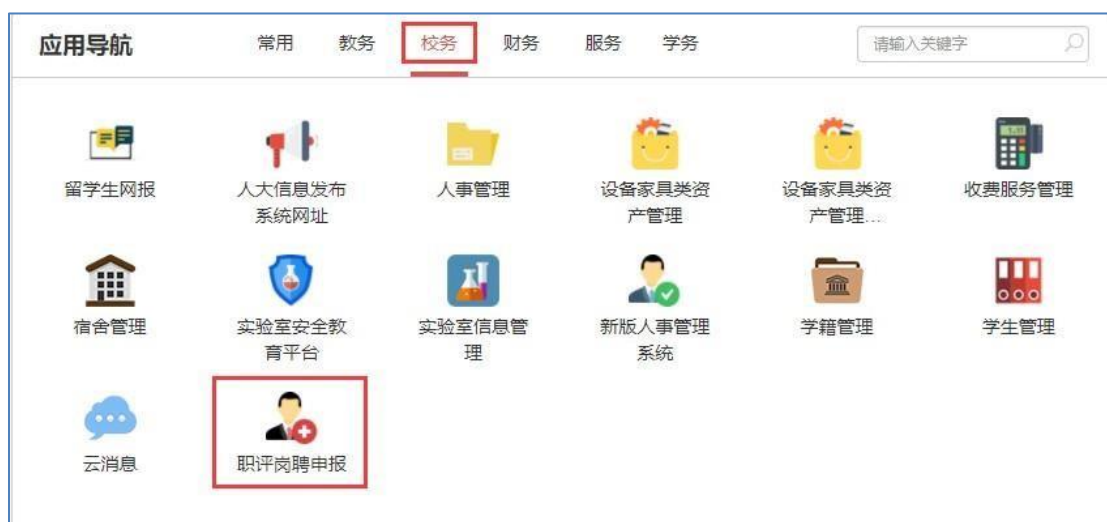 应用导航 常用 教务 校务 财务 服务 学务 请输入关键字
留学生网报 人大信息发布 人事管理 设备家具类资 设备家具类资 收费服务管理
系统网址 产管理 产管理...
宿舍管理 实验室安全教 实验室信息管 新版人事管理 学籍管理 学生管理
育平台 理 系统
云消息 职评岗聘申报